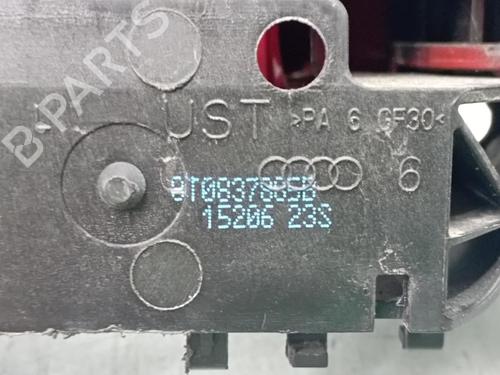 B-PARTS
UST >PA 6 GF30<
6
8T0837885B
15206 23S